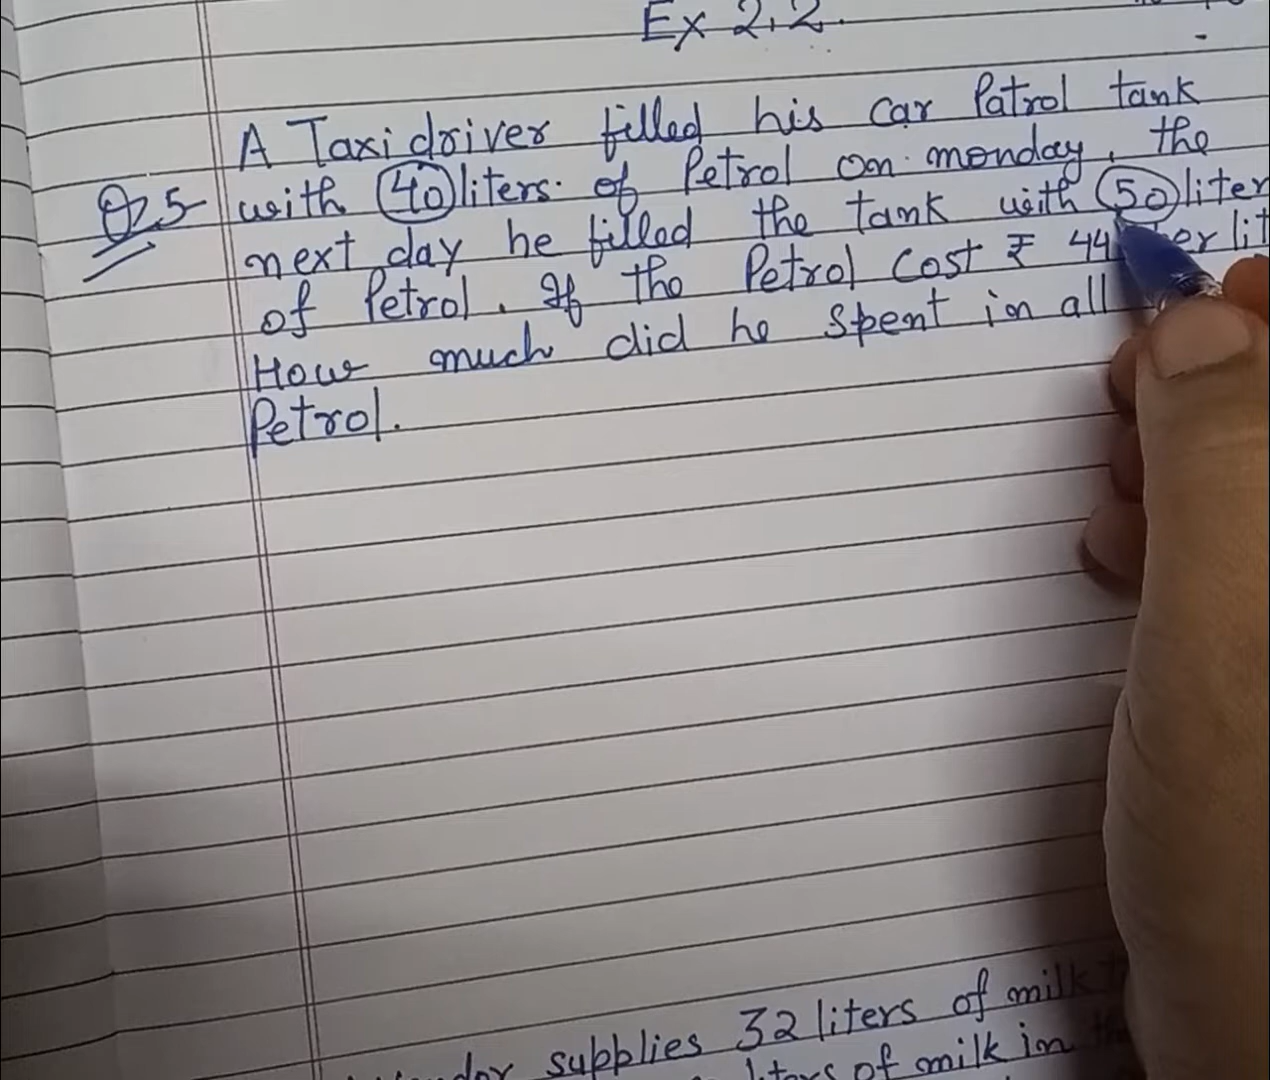 Ex 2.2.
A Taxi driver filled his car Patrol tank
Q.5 with 40 liters. of Petrol on monday, the
next day he filled the tank with 50 liter
of Petrol. If the Petrol cost ₹ 44 per lit
How much did he spent in all
Petrol.
supplies 32 liters of milk
of milk in